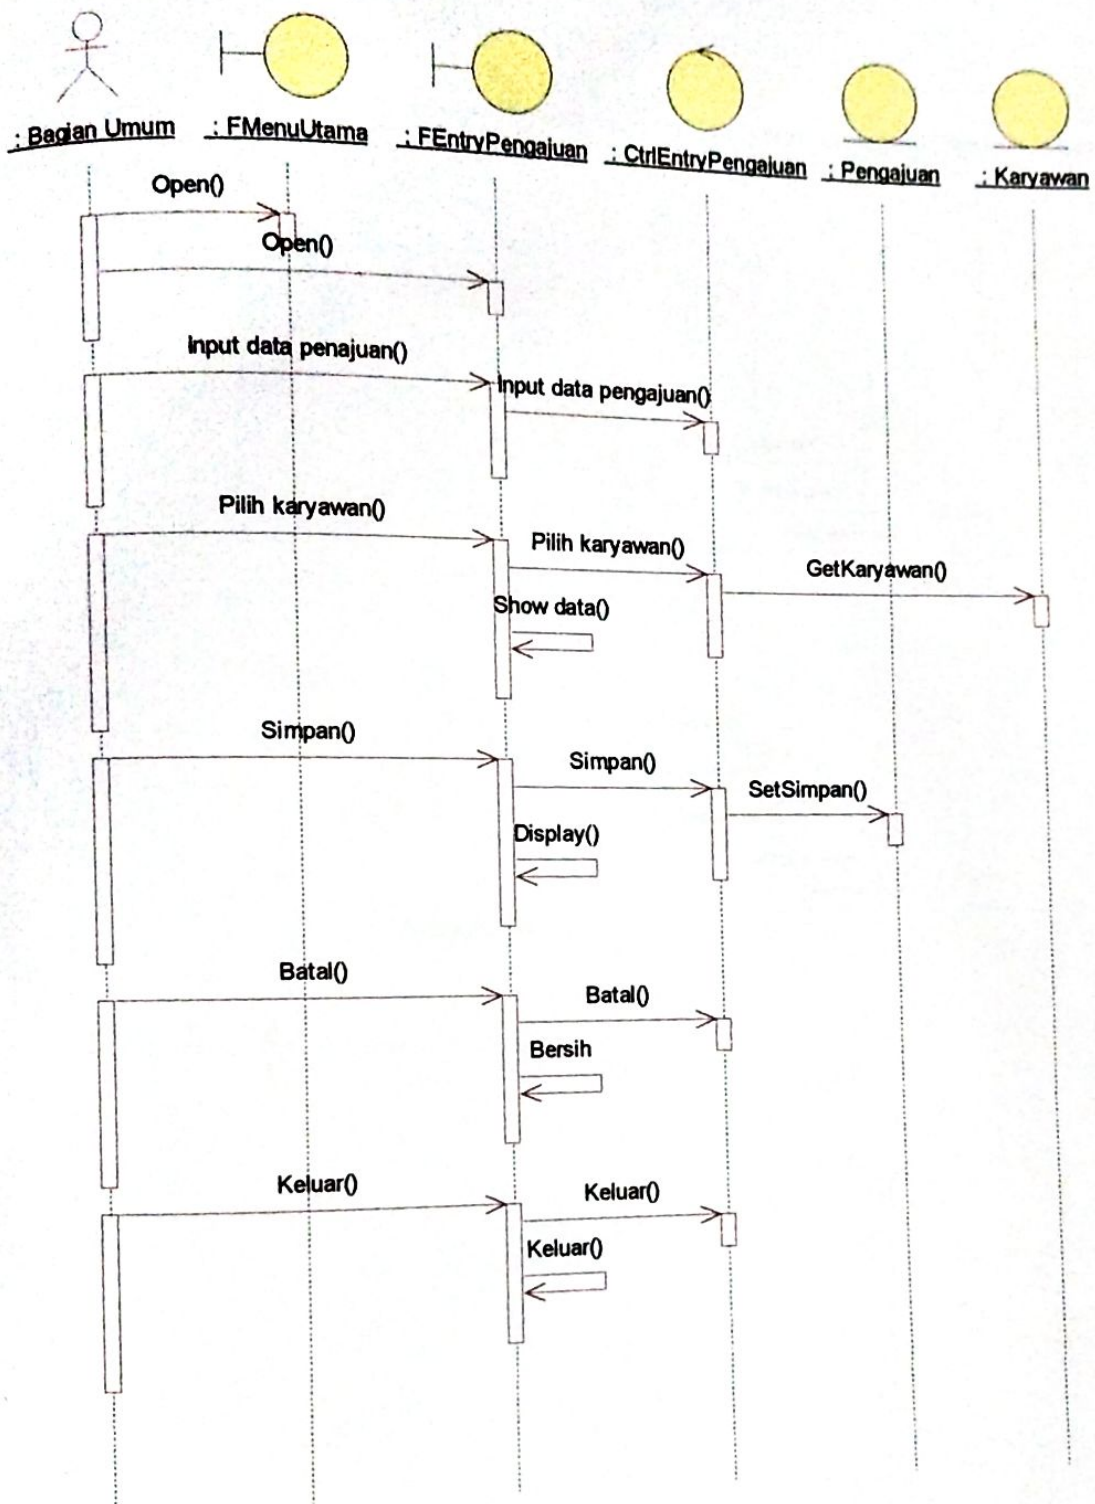 : Bagian Umum
: FMenuUtama
: FEntryPengajuan
: CtrlEntryPengajuan
: Pengajuan
: Karyawan
Open()
Open()
Input data penajuan()
Input data pengajuan()
Pilih karyawan()
Pilih karyawan()
GetKaryawan()
Show data()
Simpan()
Simpan()
SetSimpan()
Display()
Batal()
Batal()
Bersih
Keluar()
Keluar()
Keluar()